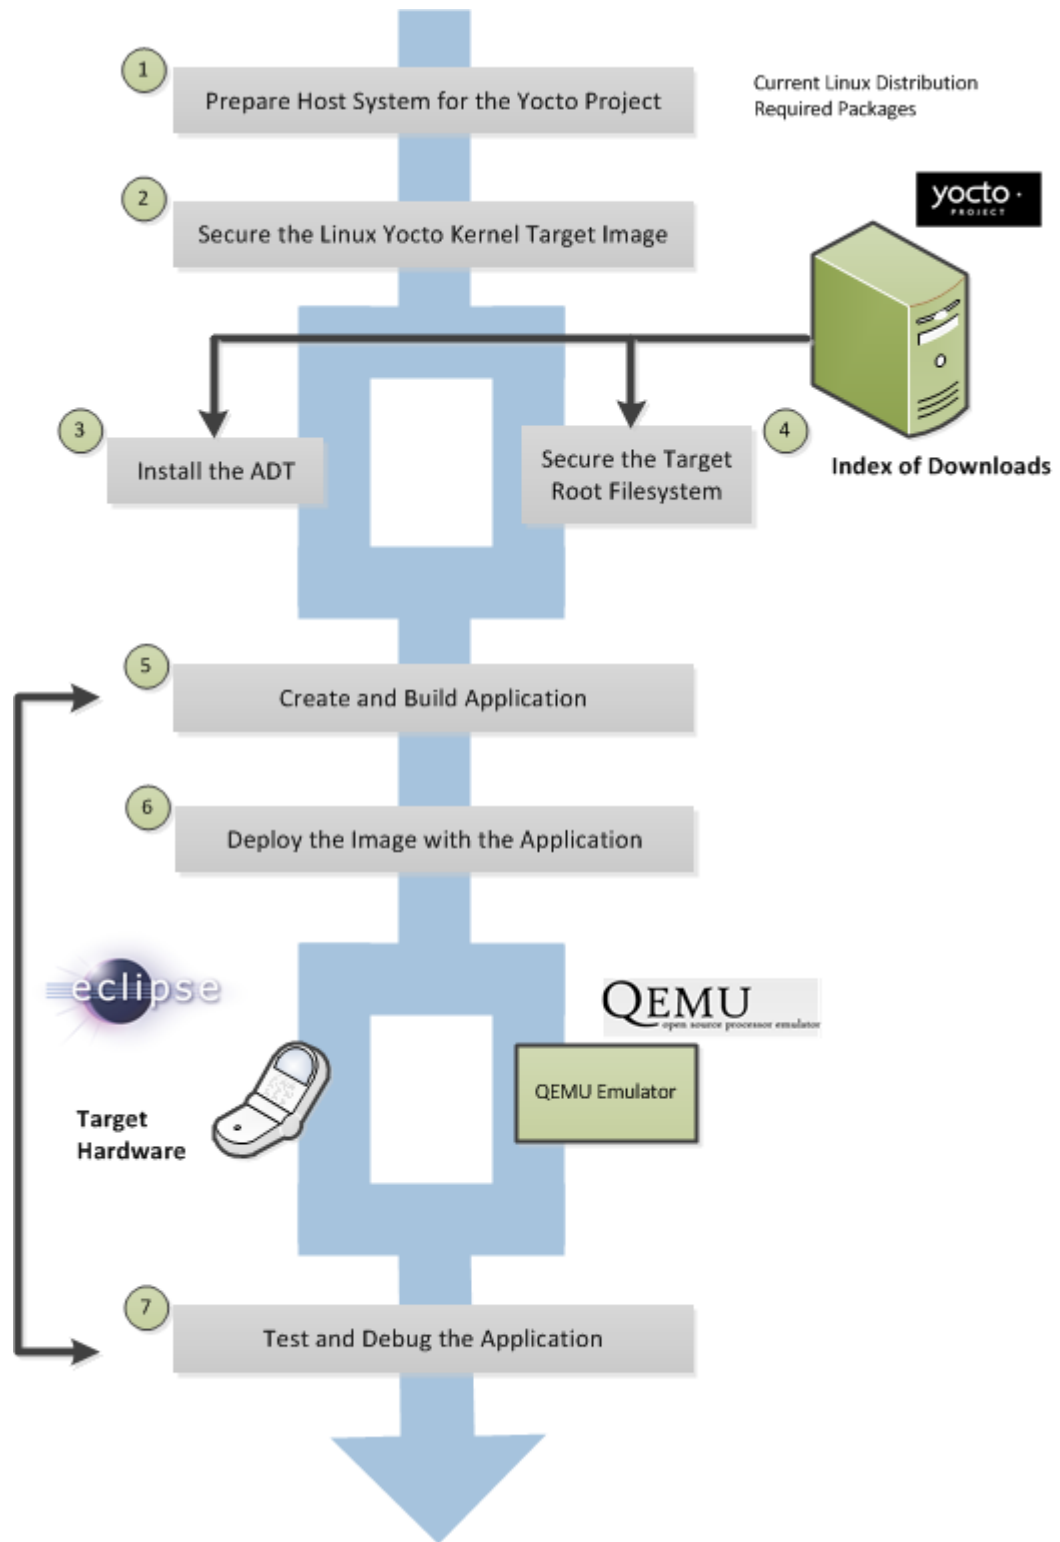 1
Prepare Host System for the Yocto Project
Current Linux Distribution
Required Packages
2
Secure the Linux Yocto Kernel Target Image
yocto
PROJECT
3
Install the ADT
Secure the Target
Root Filesystem
4
Index of Downloads
5
Create and Build Application
6
Deploy the Image with the Application
eclipse
QEMU
open source processor emulator
Target
Hardware
QEMU Emulator
7
Test and Debug the Application